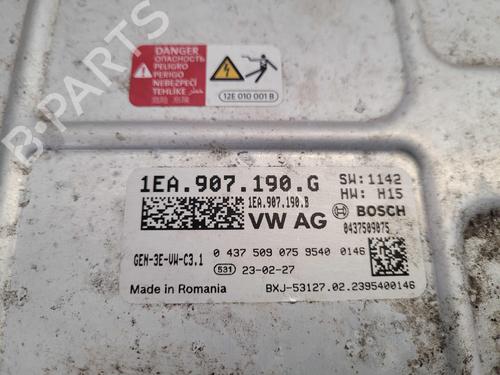 DANGER
ОПАСНОСТЬ
PELIGRO
PERIGO
NEBEZPEČÍ
TEHLİKE خطر
12E 010 001 B
B-PARTS
1EA.907.190.G
1EA.907.190.B
SW:1142
HW: H15
VW AG
BOSCH
0437509075
GEN-3E-VW-C3.1
0 437 509 075 9540 0146
531 23-02-27
Made in Romania
BXJ-53127.02.2395400146